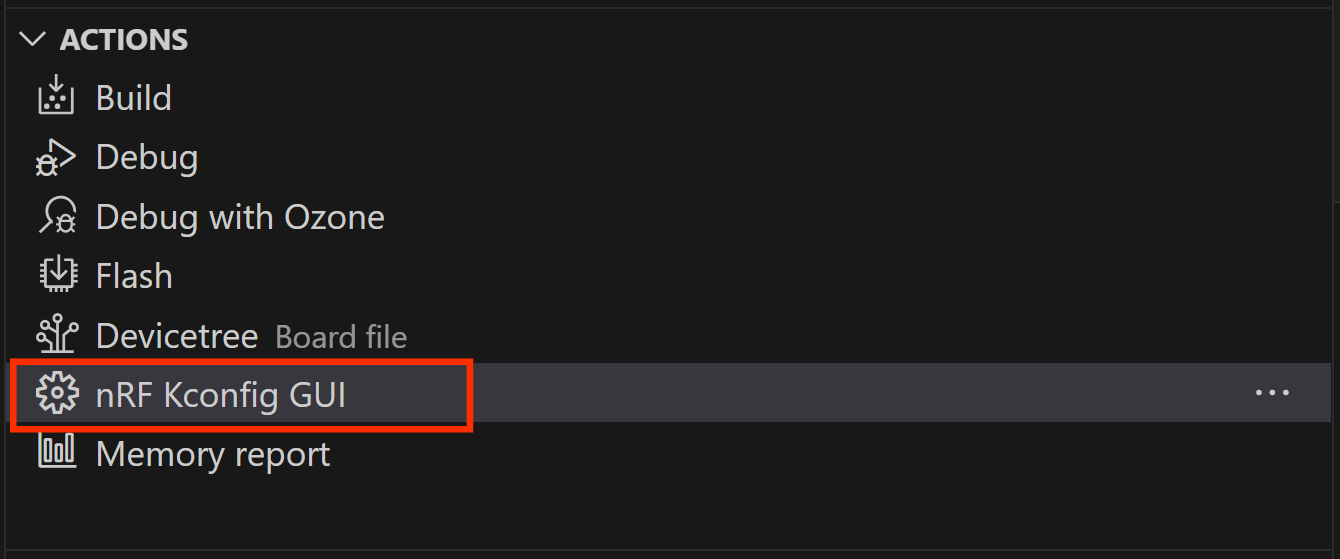 ACTIONS
Build
Debug
Debug with Ozone
Flash
Devicetree Board file
nRF Kconfig GUI
Memory report